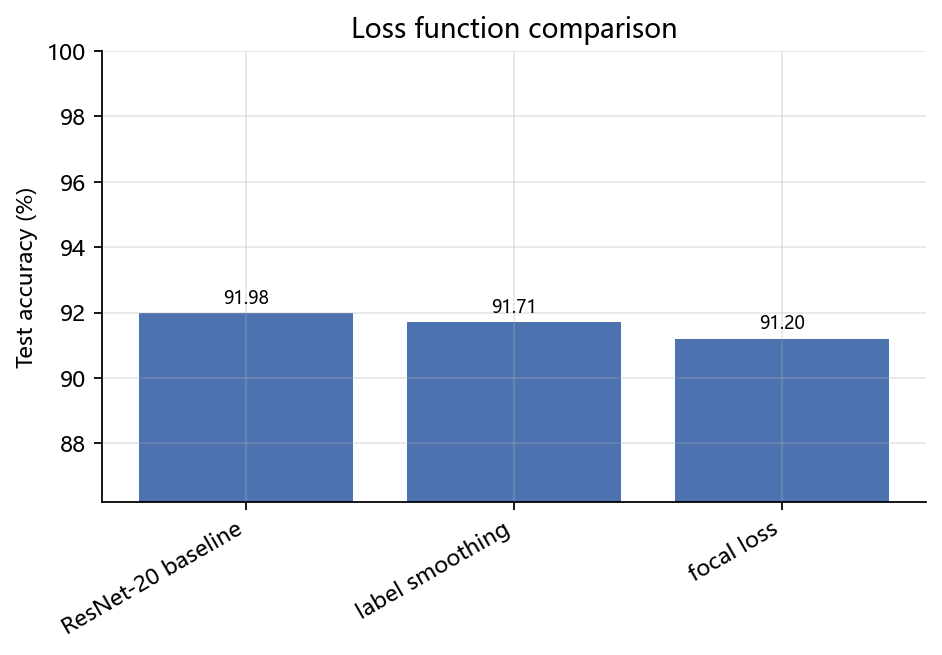 Loss function comparison
Test accuracy (%)
100
98
96
94
92
90
88
91.98
91.71
91.20
ResNet-20 baseline
label smoothing
focal loss